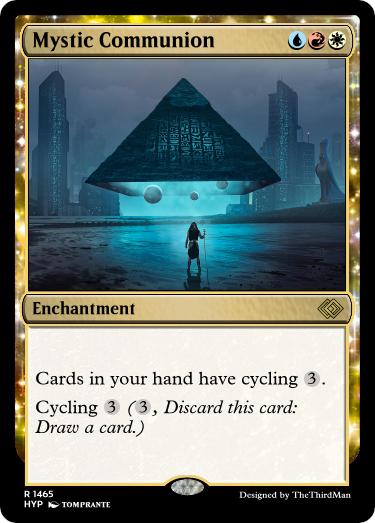 Mystic Communion
Enchantment
Cards in your hand have cycling 3.
Cycling 3 (3, Discard this card:
Draw a card.)
R 1465
HYP TOMPRANTE
Designed by TheThirdMan